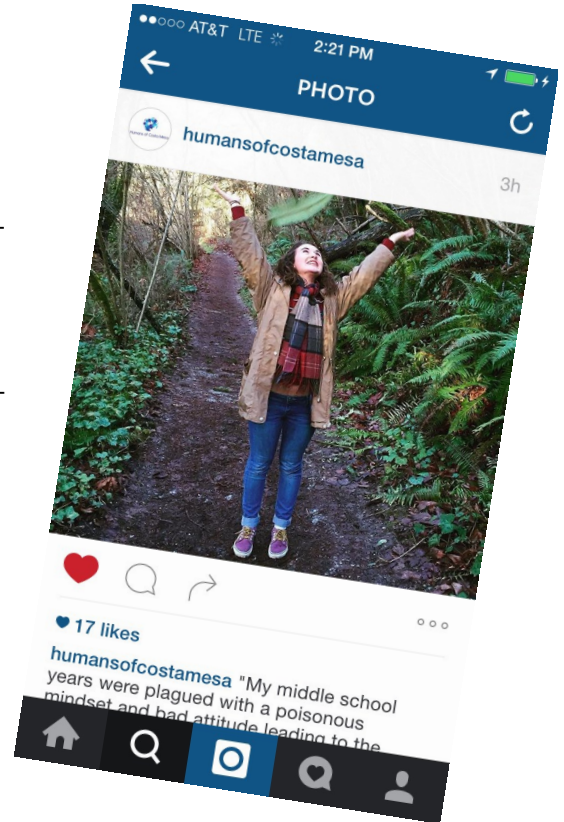 AT&T LTE 2:21 PM
PHOTO
humansofcostamesa
3h
17 likes
humansofcostamesa "My middle school
years were plagued with a poisonous
mindset and bad attitude leading to the